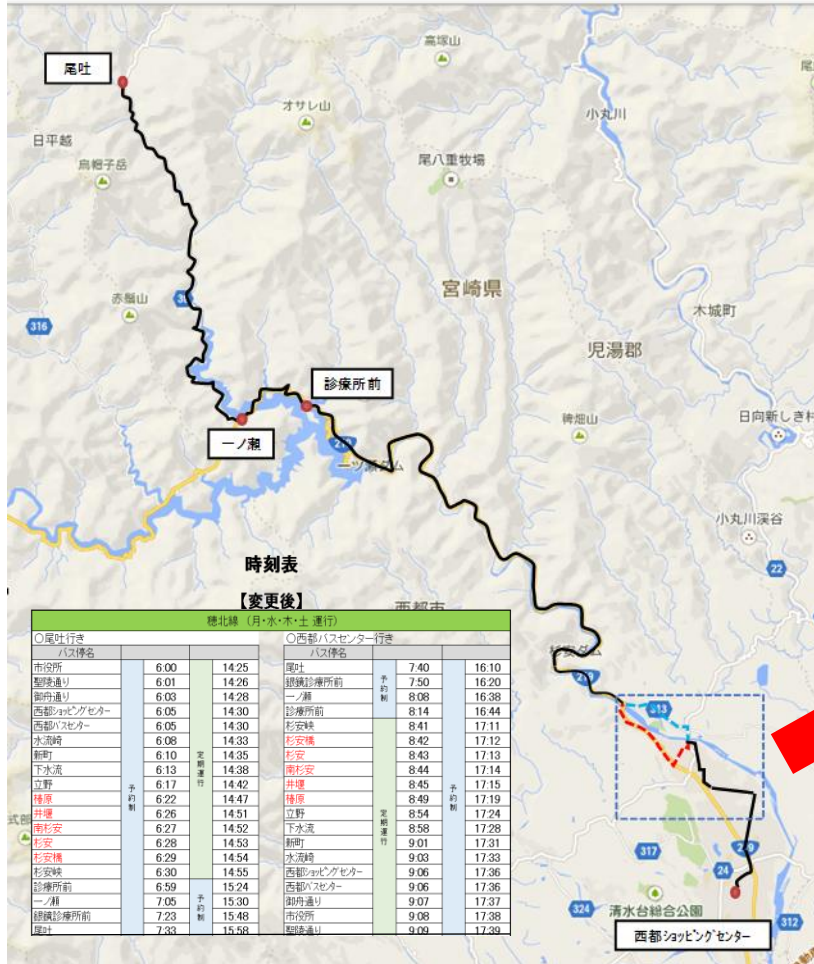 尾吐
高塚山
オサレ山
小丸川
日平越
烏帽子岳
尾八重牧場
宮崎県
赤髭山
316
木城町
児湯郡
診療所前
一ノ瀬
一ツ瀬ダム
日向新しき村
小丸川渓谷
22
時刻表
【変更後】
西都市
穂北線 (月・水・木・土 運行)
○尾吐行き ○西都バスセンター行き
バス停名 バス停名
市役所 6:00 14:25 尾吐 7:40 16:10
聖陵通り 6:01 14:26 銀鏡診療所前 7:50 16:20
御舟通り 6:03 14:28 一ノ瀬 8:08 16:38
西都ショッピングセンター 6:05 14:30 診療所前 8:14 16:44
西都バスセンター 6:05 14:30 杉安峡 8:41 17:11
水流崎 6:08 14:33 杉安橋 8:42 17:12
新町 6:10 14:35 杉安 8:43 17:13
下水流 6:13 14:38 南杉安 8:44 17:14
立野 6:17 14:42 井堰 8:45 17:15
椿原 6:22 14:47 椿原 8:49 17:19
井堰 6:26 14:51 立野 8:54 17:24
南杉安 6:27 14:52 下水流 8:58 17:28
杉安 6:28 14:53 新町 9:01 17:31
杉安橋 6:29 14:54 水流崎 9:03 17:33
杉安峡 6:30 14:55 西都ショッピングセンター 9:06 17:36
診療所前 6:59 15:24 西都バスセンター 9:06 17:36
一ノ瀬 7:05 15:30 御舟通り 9:07 17:37
銀鏡診療所前 7:23 15:48 市役所 9:08 17:38
尾吐 7:33 15:58 聖陵通り 9:09 17:39
予約制
定期運行
予約制
予約制
定期運行
予約制
杉安ダム
313
317
24
324
清水台総合公園
312
西都ショッピングセンター